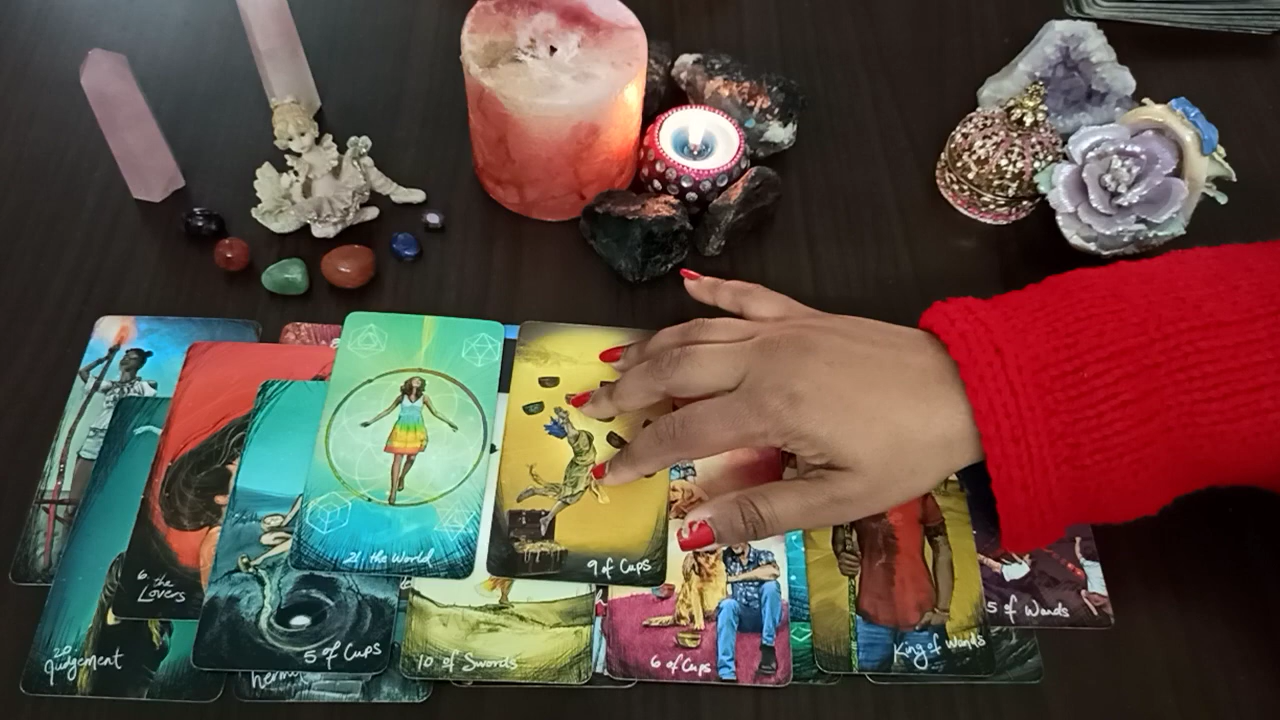 21. the World
9 of Cups
6. the
Lovers
5 of Wands
20
Judgement
5 of Cups
10 of Swords
6 of Cups
King of Wands